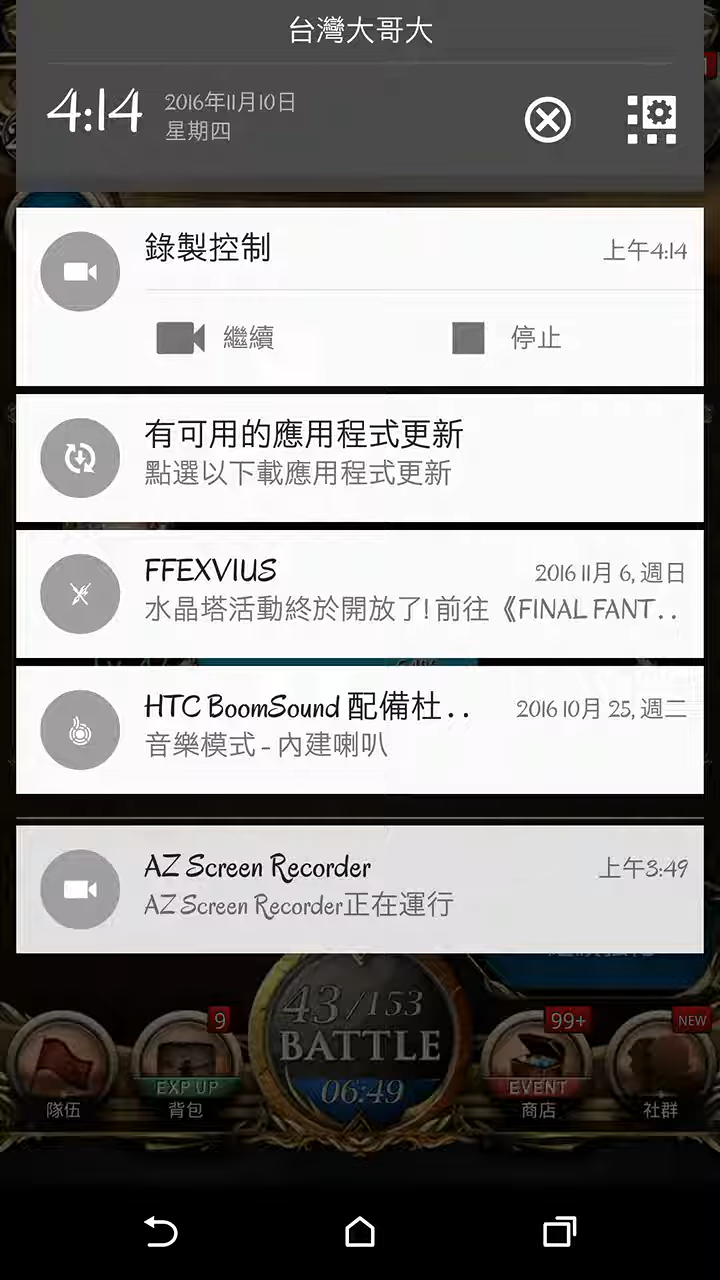 台灣大哥大
4:14
2016年11月10日
星期四
錄製控制
上午4:14
繼續
停止
有可用的應用程式更新
點選以下載應用程式更新
FFEXVIUS
2016 11月 6, 週日
水晶塔活動終於開放了! 前往《FINAL FANT..
HTC BoomSound 配備杜..
2016 10月 25, 週二
音樂模式 - 內建喇叭
AZ Screen Recorder
上午3:49
AZ Screen Recorder正在運行
43/153
BATTLE
06:49
9
99+
NEW
EXP UP
EVENT
隊伍
背包
商店
社群